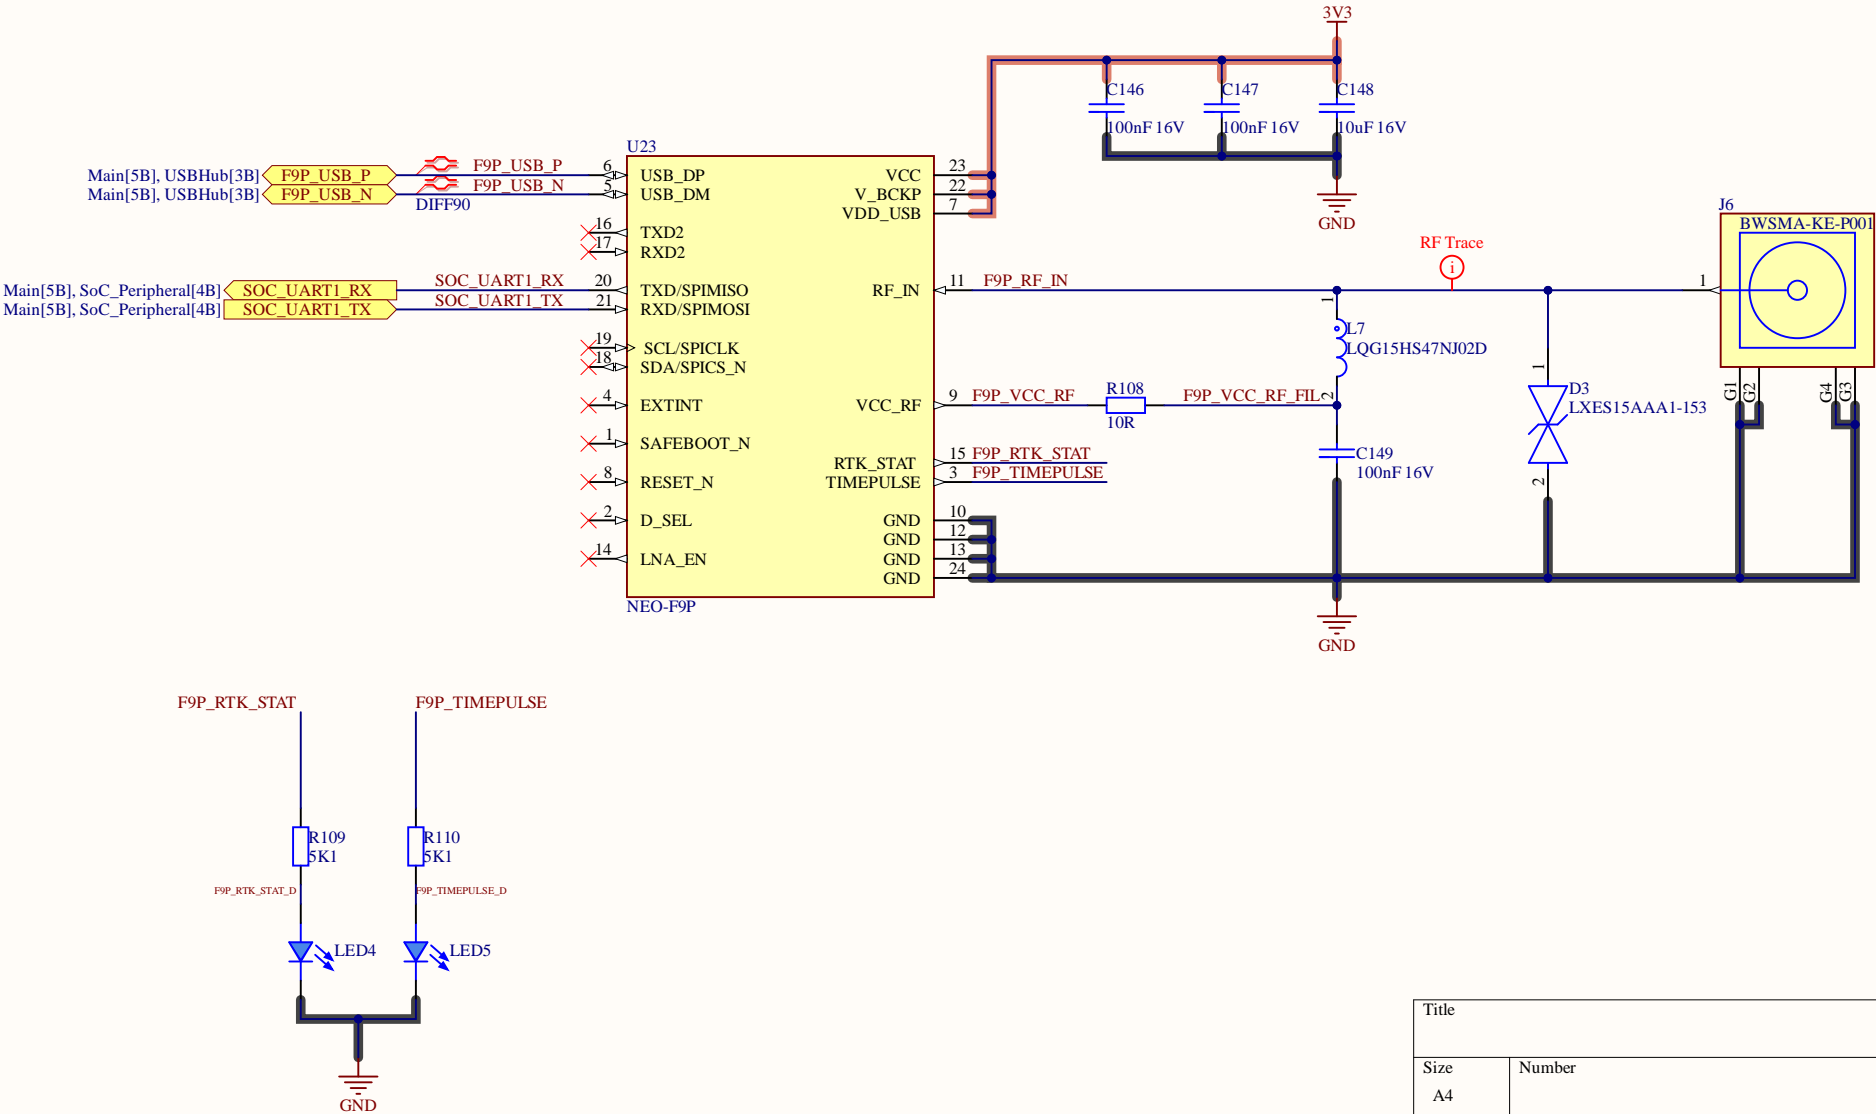 3V3
C146
C147
C148
100nF 16V
100nF 16V
10uF 16V
GND
U23
Main[5B], USBHub[3B]
F9P_USB_P
F9P_USB_P
6
USB_DP
Main[5B], USBHub[3B]
F9P_USB_N
F9P_USB_N
5
USB_DM
DIFF90
VCC
23
V_BCKP
22
VDD_USB
7
16
TXD2
17
RXD2
Main[5B], SoC_Peripheral[4B]
SOC_UART1_RX
SOC_UART1_RX
20
TXD/SPIMISO
Main[5B], SoC_Peripheral[4B]
SOC_UART1_TX
SOC_UART1_TX
21
RXD/SPIMOSI
RF_IN
11
F9P_RF_IN
RF Trace
i
J6
BWSMA-KE-P001
1
G1
G2
G4
G3
19
SCL/SPICLK
18
SDA/SPICS_N
1
L7
LQG15HS47NJ02D
2
4
EXTINT
VCC_RF
9
F9P_VCC_RF
R108
10R
F9P_VCC_RF_FIL
1
D3
LXES15AAA1-153
2
1
SAFEBOOT_N
C149
100nF 16V
RTK_STAT
15
F9P_RTK_STAT
8
RESET_N
TIMEPULSE
3
F9P_TIMEPULSE
2
D_SEL
GND
10
GND
12
14
LNA_EN
GND
13
GND
24
NEO-F9P
GND
F9P_RTK_STAT
F9P_TIMEPULSE
R109
5K1
R110
5K1
F9P_RTK_STAT_D
F9P_TIMEPULSE_D
LED4
LED5
GND
Title
Size
Number
A4